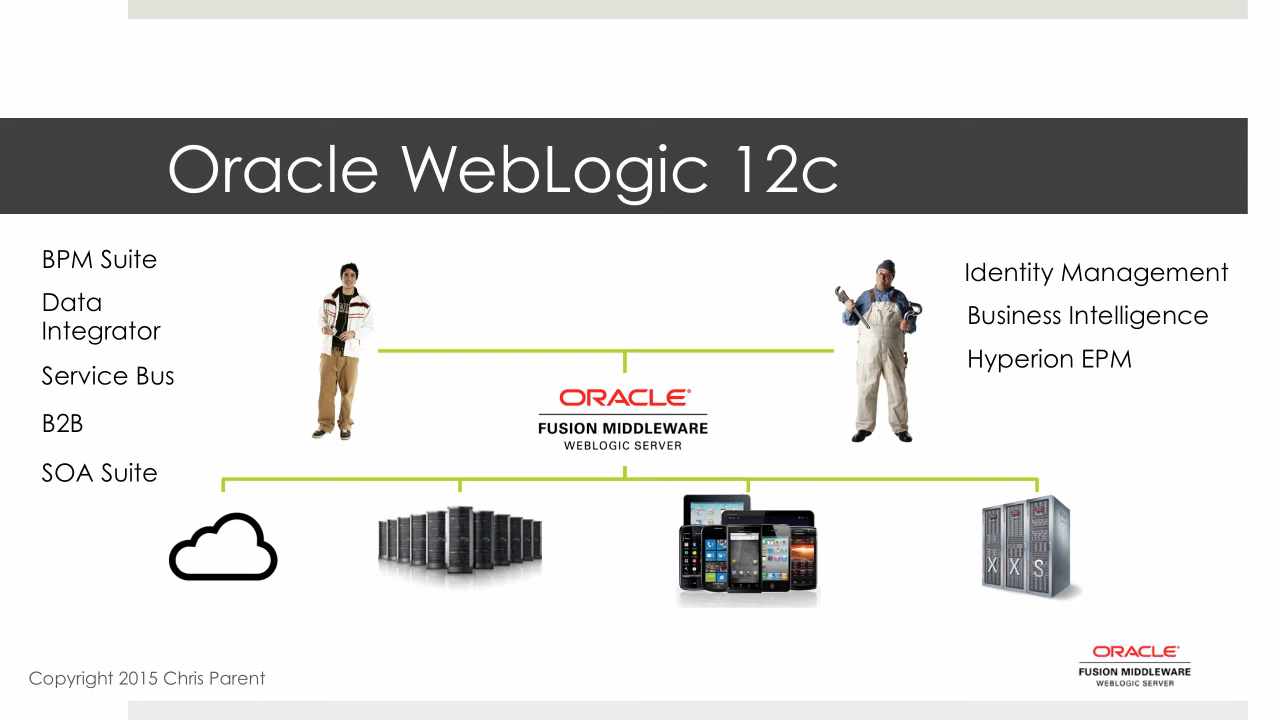 Oracle WebLogic 12c
BPM Suite
Data
Integrator
Service Bus
B2B
SOA Suite
Identity Management
Business Intelligence
Hyperion EPM
ORACLE®
FUSION MIDDLEWARE
WEBLOGIC SERVER
X X S
Copyright 2015 Chris Parent
ORACLE®
FUSION MIDDLEWARE
WEBLOGIC SERVER